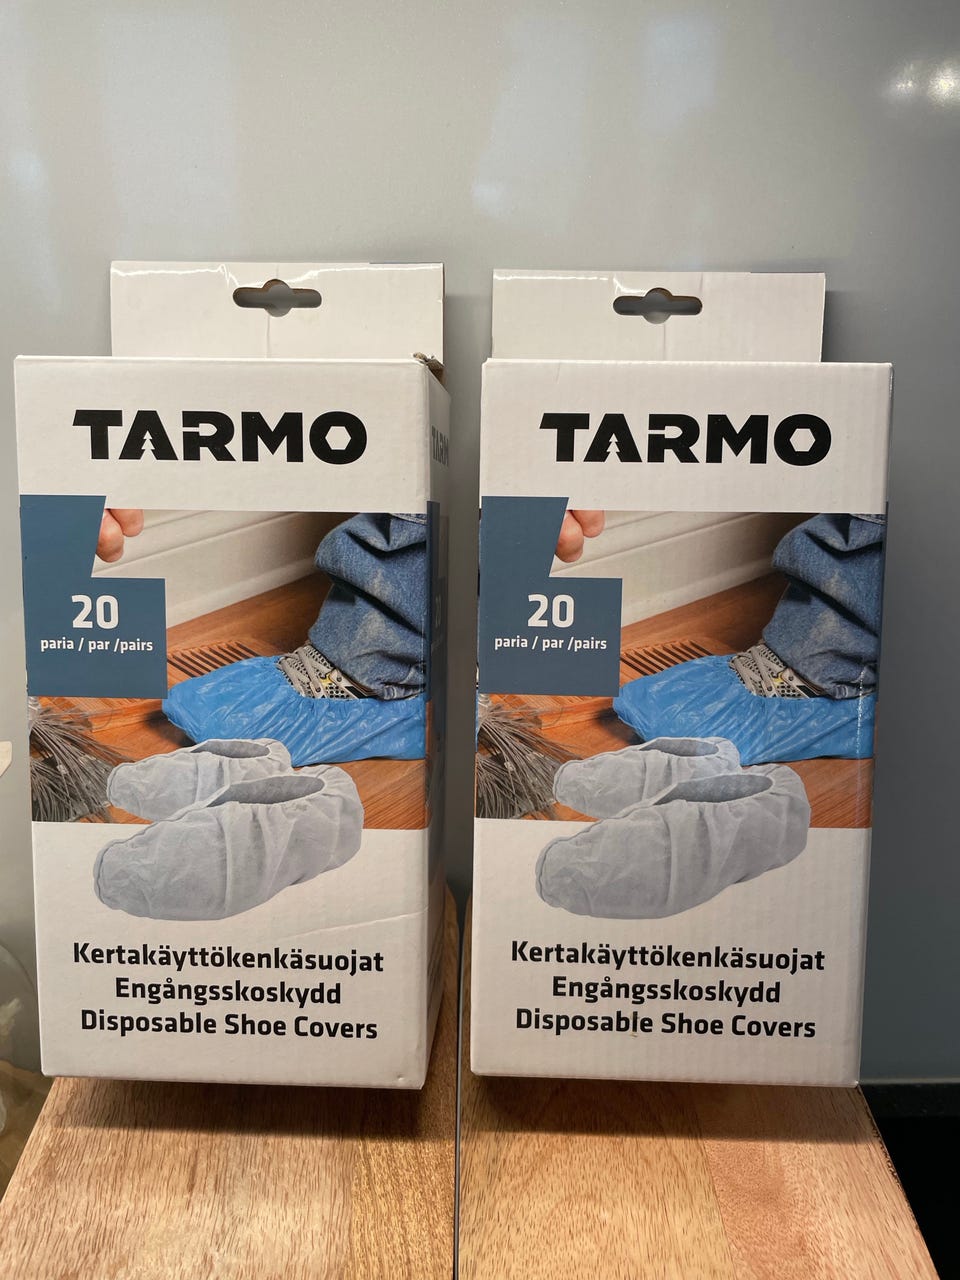 TARMO
20
paria / par /pairs
Kertakäyttökenkäsuojat
Engångsskoskydd
Disposable Shoe Covers
TARMO
20
paria / par /pairs
Kertakäyttökenkäsuojat
Engångsskoskydd
Disposable Shoe Covers